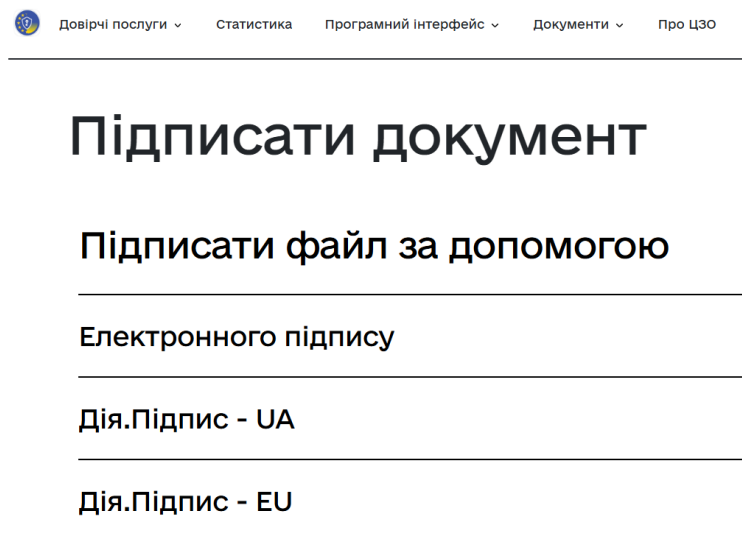 Довірчі послуги Статистика Програмний інтерфейс Документи Про ЦЗО
Підписати документ
Підписати файл за допомогою
Електронного підпису
Дія.Підпис - UA
Дія.Підпис - EU